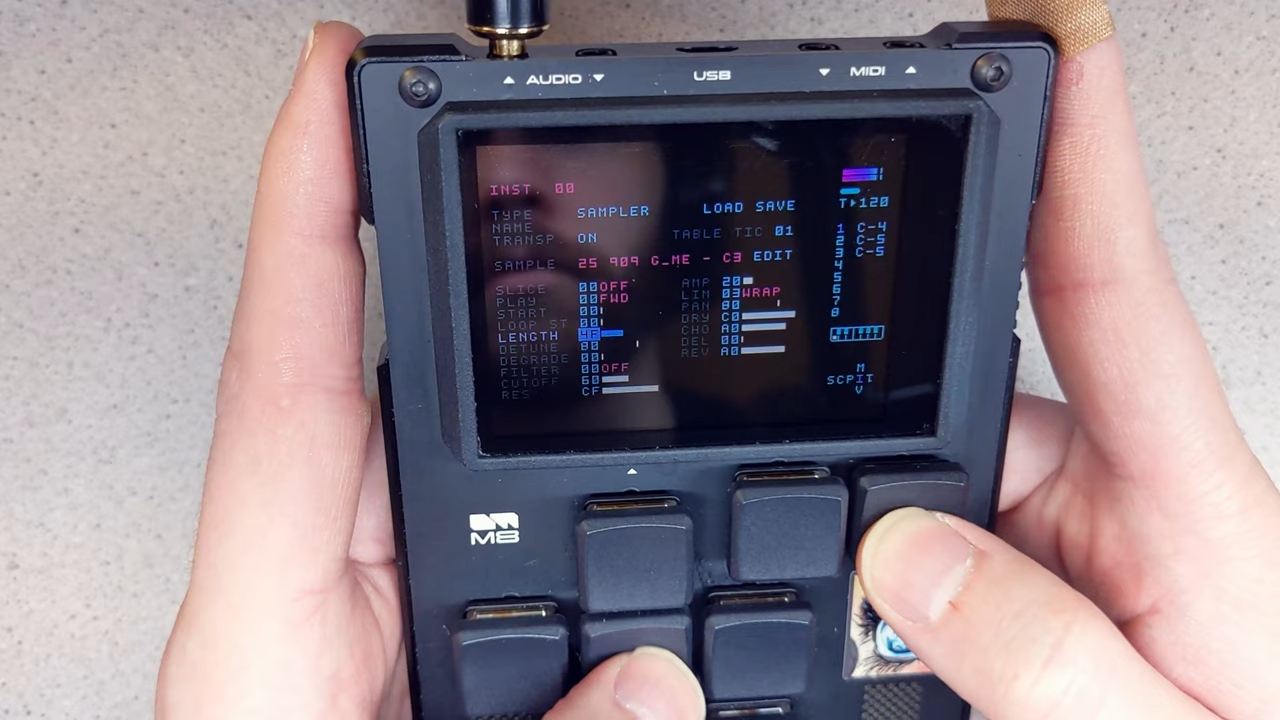 ▲ AUDIO ▼ USB ▼ MIDI ▲
INST. 00
T▸120
TYPE SAMPLER LOAD SAVE
NAME
TRANSP. ON TABLE TIC 01
SAMPLE 25 909 G_ME - C3 EDIT
1 C-4
2 C-5
3 C-5
4
5
6
7
8
SLICE 00OFF AMP 20
PLAY 00FWD LIM 03WRAP
START 00 PAN 80
LOOP ST 00 DRY C0
LENGTH CHO A0
DETUNE 80 DEL 00
DEGRADE 00 REV A0
FILTER 00OFF
CUTOFF 60
RES CF
M
SCPIT
V
M8